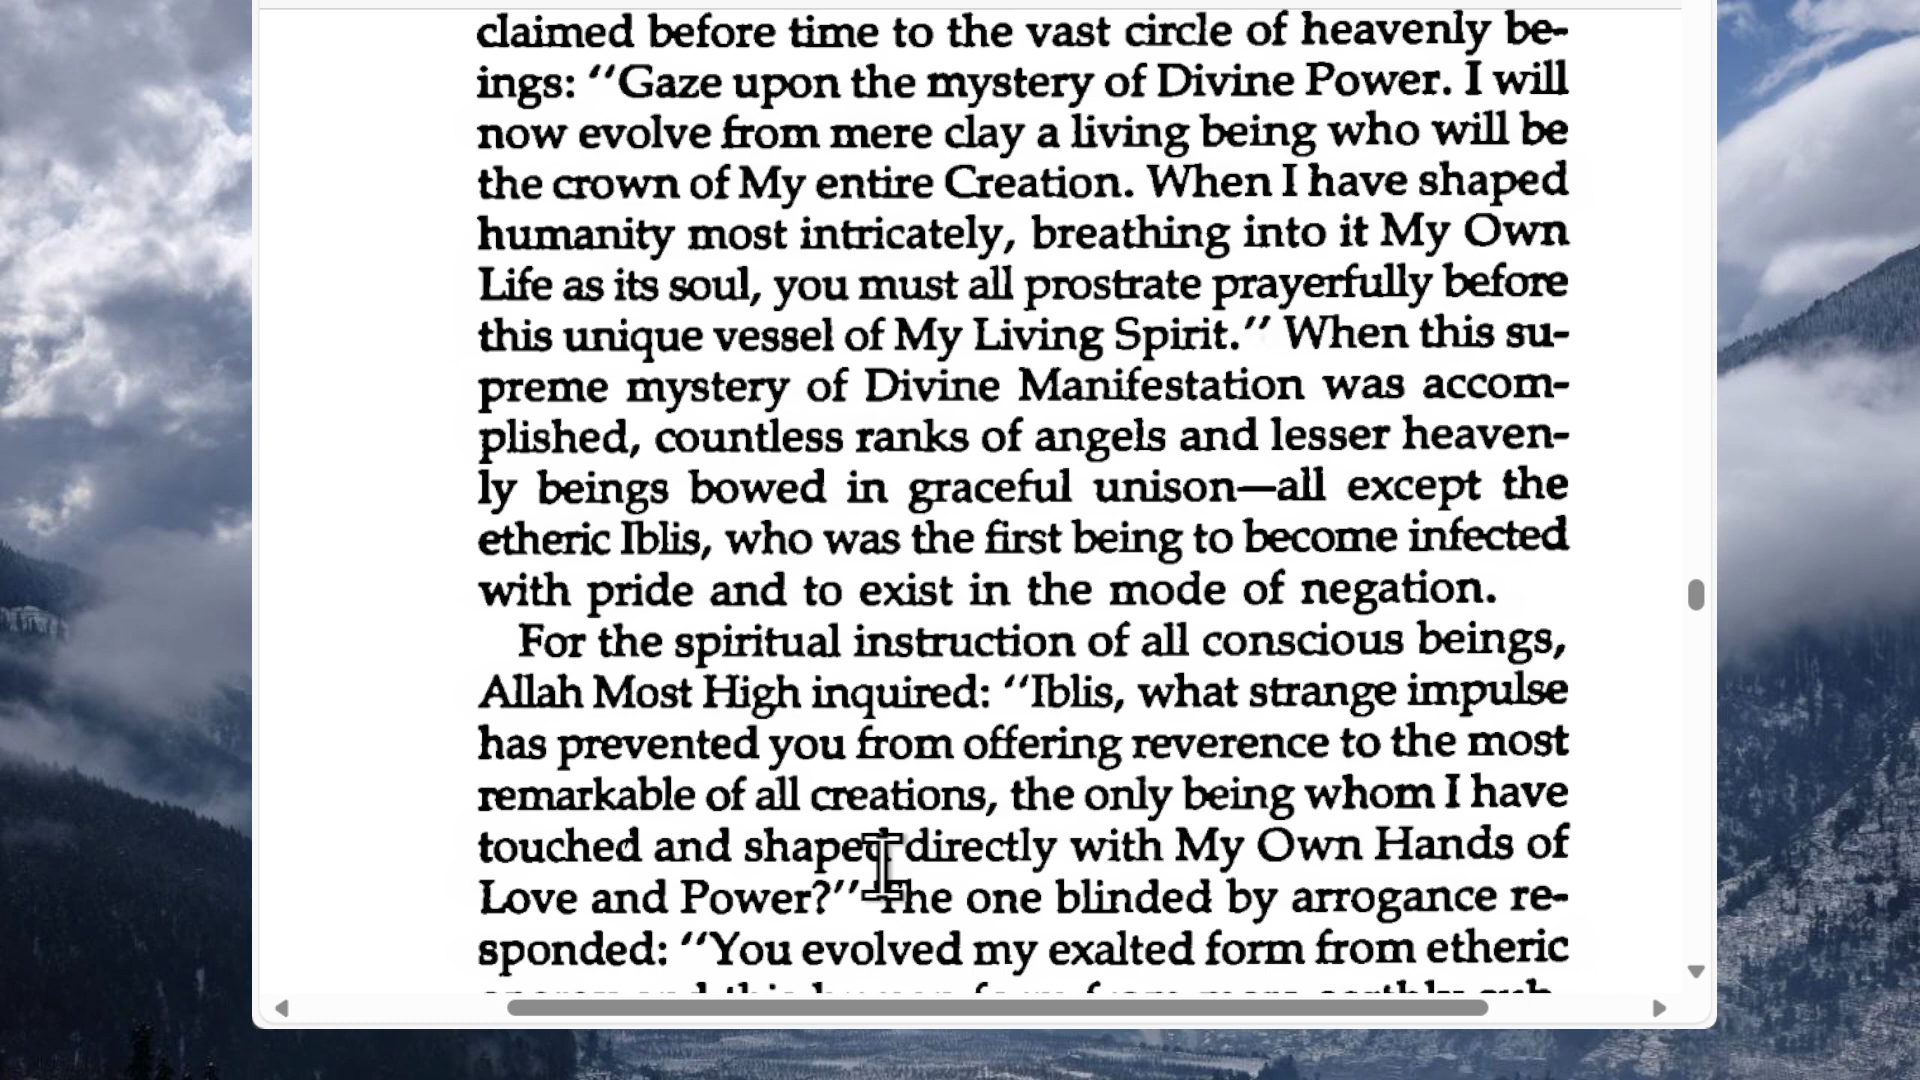 claimed before time to the vast circle of heavenly be-
ings: ‘‘Gaze upon the mystery of Divine Power. I will
now evolve from mere clay a living being who will be
the crown of My entire Creation. When I have shaped
humanity most intricately, breathing into it My Own
Life as its soul, you must all prostrate prayerfully before
this unique vessel of My Living Spirit.’’ When this su-
preme mystery of Divine Manifestation was accom-
plished, countless ranks of angels and lesser heaven-
ly beings bowed in graceful unison—all except the
etheric Iblis, who was the first being to become infected
with pride and to exist in the mode of negation.
For the spiritual instruction of all conscious beings,
Allah Most High inquired: ‘‘Iblis, what strange impulse
has prevented you from offering reverence to the most
remarkable of all creations, the only being whom I have
touched and shaped directly with My Own Hands of
Love and Power?’’ The one blinded by arrogance re-
sponded: ‘‘You evolved my exalted form from etheric